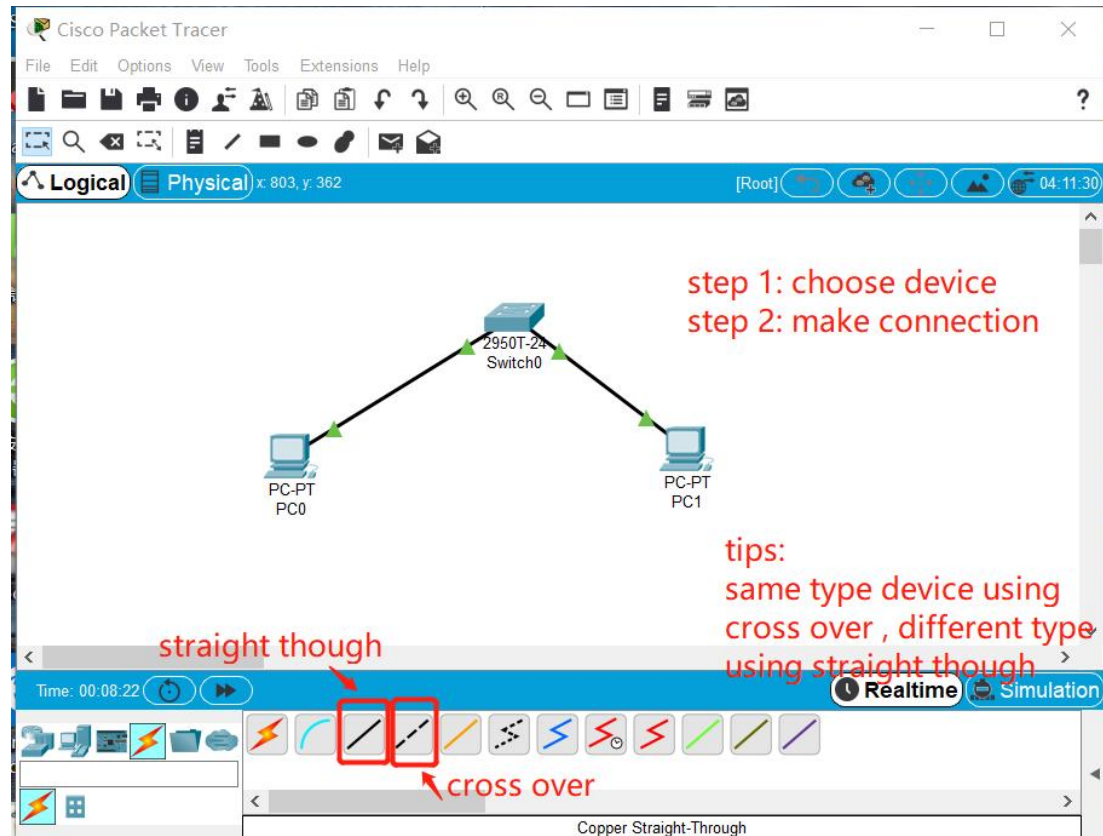 Cisco Packet Tracer
File Edit Options View Tools Extensions Help
?
Logical Physical x: 803, y: 362 [Root] 04:11:30
step 1: choose device
step 2: make connection
2950T-24
Switch0
PC-PT
PC0
PC-PT
PC1
tips:
same type device using
cross over , different type
using straight though
straight though
Time: 00:08:22 Realtime Simulation
cross over
Copper Straight-Through